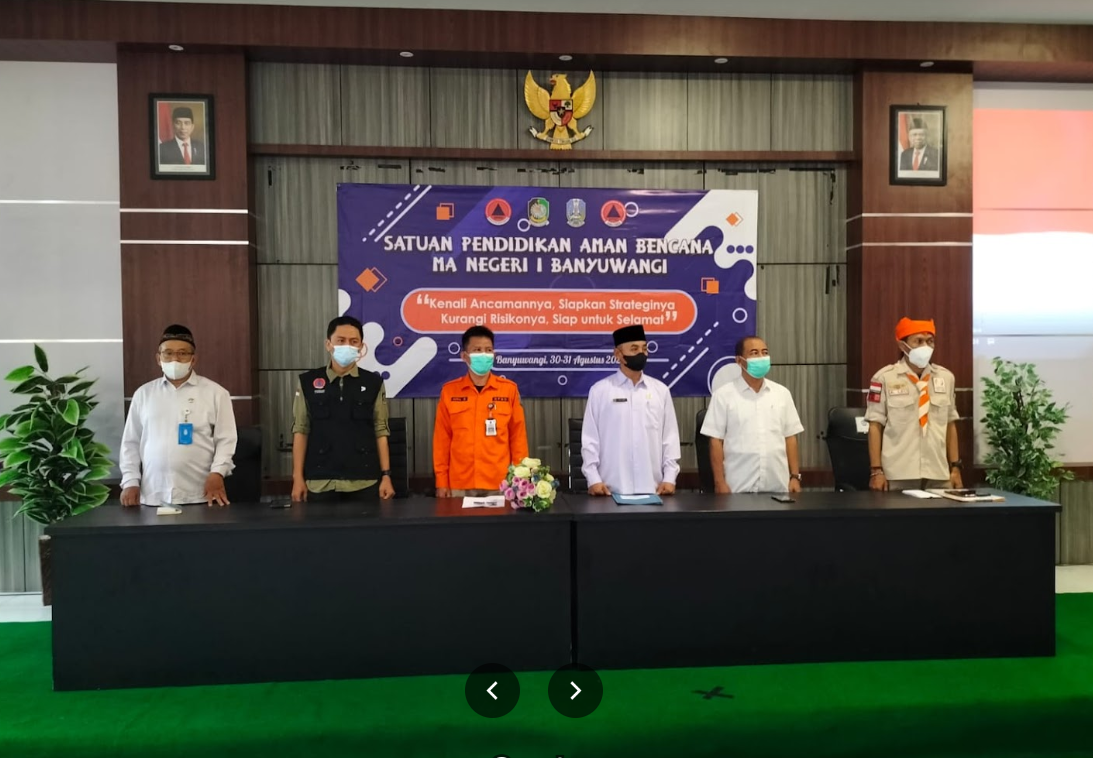 SATUAN PENDIDIKAN AMAN BENCANA
MA NEGERI 1 BANYUWANGI
“Kenali Ancamannya, Siapkan Strateginya
Kurangi Risikonya, Siap untuk Selamat”
Banyuwangi, 30-31 Agustus